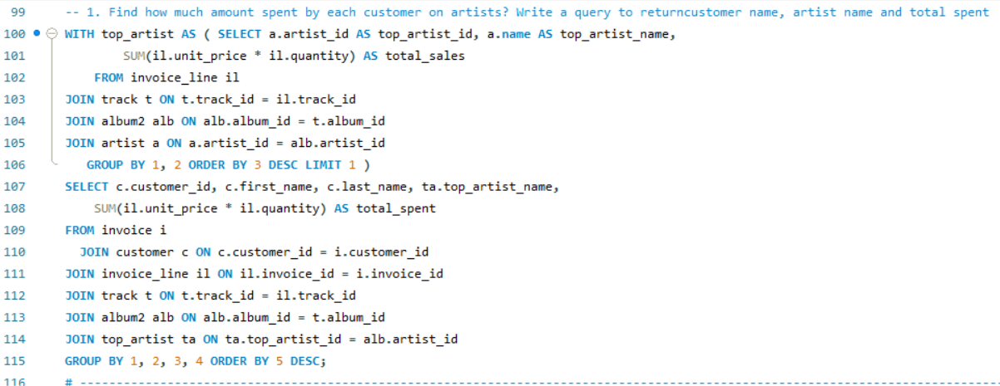 99 -- 1. Find how much amount spent by each customer on artists? Write a query to returncustomer name, artist name and total spent
100 WITH top_artist AS ( SELECT a.artist_id AS top_artist_id, a.name AS top_artist_name,
101 SUM(il.unit_price * il.quantity) AS total_sales
102 FROM invoice_line il
103 JOIN track t ON t.track_id = il.track_id
104 JOIN album2 alb ON alb.album_id = t.album_id
105 JOIN artist a ON a.artist_id = alb.artist_id
106 GROUP BY 1, 2 ORDER BY 3 DESC LIMIT 1 )
107 SELECT c.customer_id, c.first_name, c.last_name, ta.top_artist_name,
108 SUM(il.unit_price * il.quantity) AS total_spent
109 FROM invoice i
110 JOIN customer c ON c.customer_id = i.customer_id
111 JOIN invoice_line il ON il.invoice_id = i.invoice_id
112 JOIN track t ON t.track_id = il.track_id
113 JOIN album2 alb ON alb.album_id = t.album_id
114 JOIN top_artist ta ON ta.top_artist_id = alb.artist_id
115 GROUP BY 1, 2, 3, 4 ORDER BY 5 DESC;
116 # ------------------------------------------------------------------------------------------------------------------------------